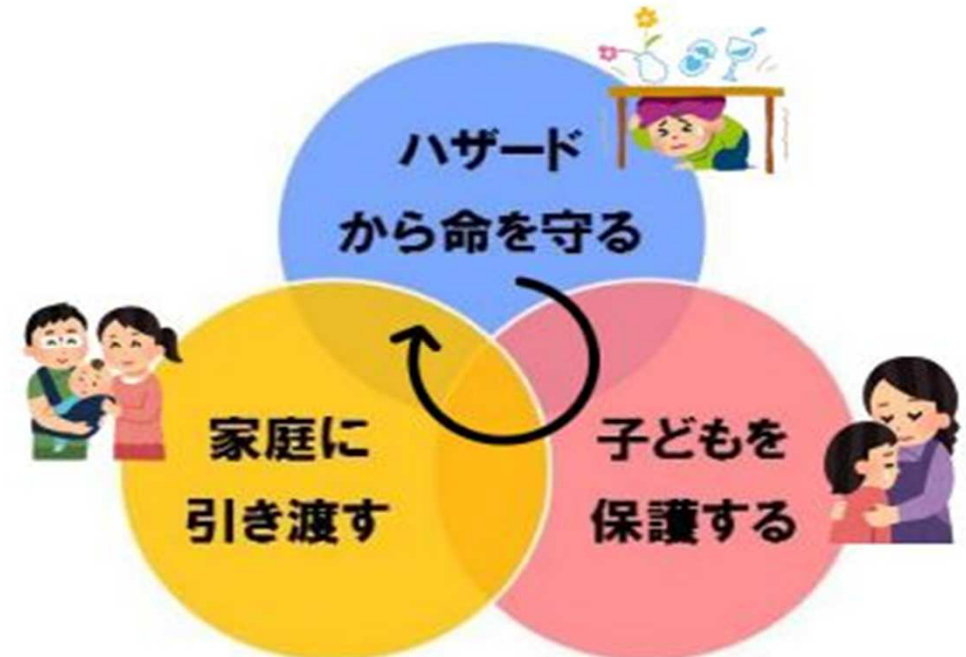 ハザード
から命を守る
家庭に
引き渡す
子どもを
保護する